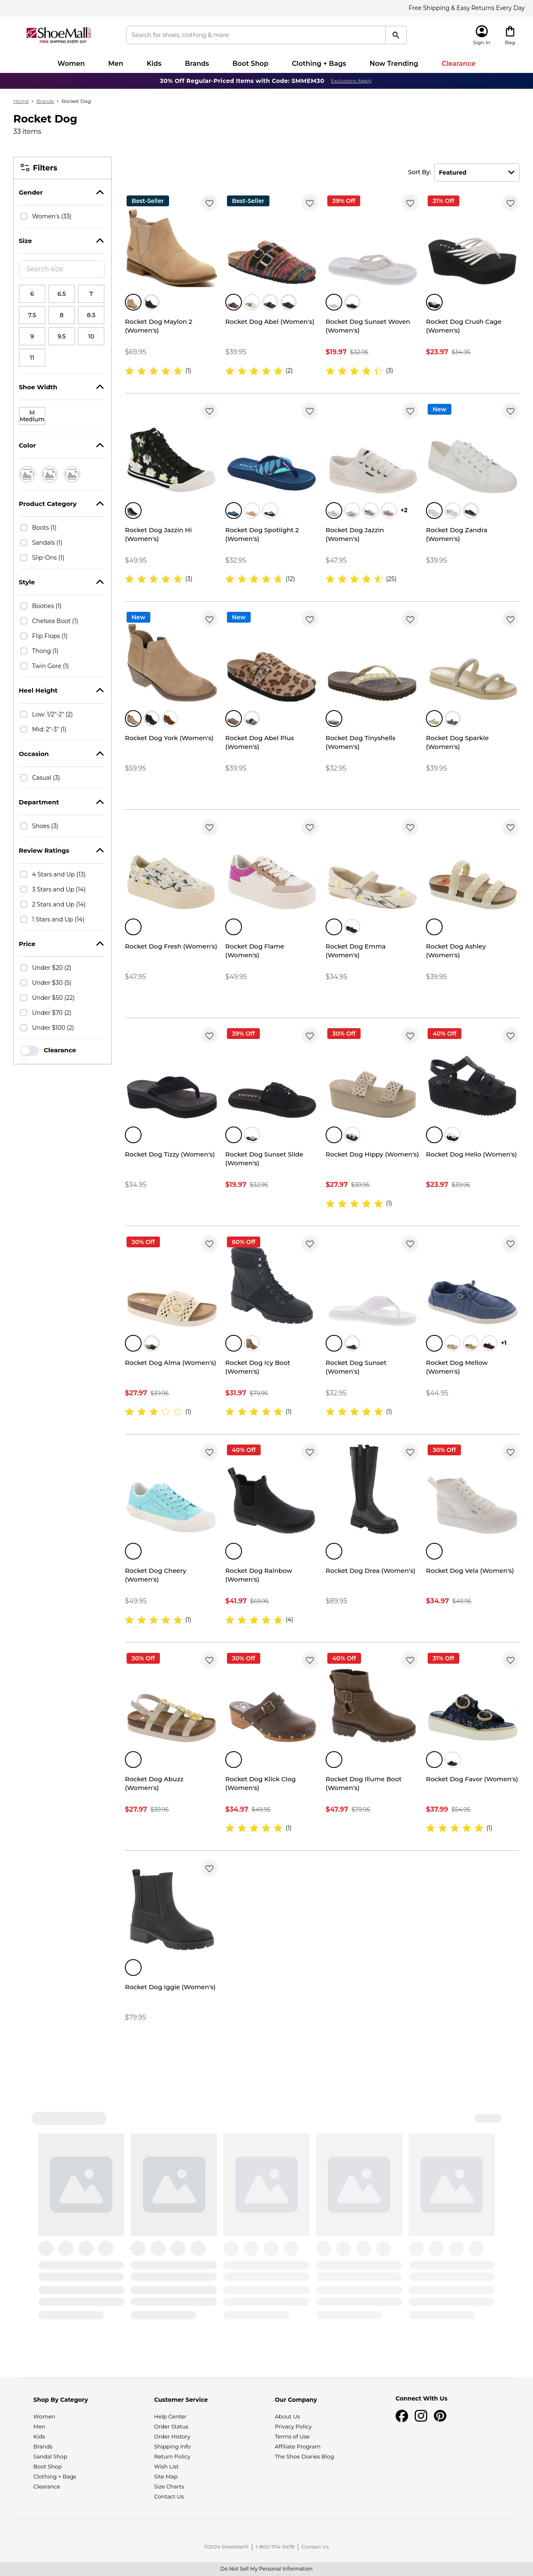 Free Shipping & Easy Returns Every Day
ShoeMall
FREE SHIPPING EVERY DAY
Search for shoes, clothing & more
Sign In
Bag
Women
Men
Kids
Brands
Boot Shop
Clothing + Bags
Now Trending
Clearance
30% Off Regular-Priced Items with Code: SMMEM30 Exclusions Apply
Home > Brands > Rocket Dog
Rocket Dog
33 items
Filters
Gender
Women's (33)
Size
Search size
6 6.5 7
7.5 8 8.5
9 9.5 10
11
Shoe Width
M
Medium
Color
Product Category
Boots (1)
Sandals (1)
Slip-Ons (1)
Style
Booties (1)
Chelsea Boot (1)
Flip Flops (1)
Thong (1)
Twin Gore (1)
Heel Height
Low: 1/2"-2" (2)
Mid: 2"-3" (1)
Occasion
Casual (3)
Department
Shoes (3)
Review Ratings
4 Stars and Up (13)
3 Stars and Up (14)
2 Stars and Up (14)
1 Stars and Up (14)
Price
Under $20 (2)
Under $30 (5)
Under $50 (22)
Under $70 (2)
Under $100 (2)
Clearance
Sort By: Featured
Best-Seller
Rocket Dog Maylon 2
(Women's)
$69.95
(1)
Best-Seller
Rocket Dog Abel (Women's)
$39.95
(2)
39% Off
Rocket Dog Sunset Woven
(Women's)
$19.97 $32.95
(3)
31% Off
Rocket Dog Crush Cage
(Women's)
$23.97 $34.95
Rocket Dog Jazzin Hi
(Women's)
$49.95
(3)
Rocket Dog Spotlight 2
(Women's)
$32.95
(12)
+2
Rocket Dog Jazzin
(Women's)
$47.95
(25)
New
Rocket Dog Zandra
(Women's)
$39.95
New
Rocket Dog York (Women's)
$59.95
New
Rocket Dog Abel Plus
(Women's)
$39.95
Rocket Dog Tinyshells
(Women's)
$32.95
Rocket Dog Sparkle
(Women's)
$39.95
Rocket Dog Fresh (Women's)
$47.95
Rocket Dog Flame
(Women's)
$49.95
Rocket Dog Emma
(Women's)
$34.95
Rocket Dog Ashley
(Women's)
$39.95
Rocket Dog Tizzy (Women's)
$34.95
39% Off
Rocket Dog Sunset Slide
(Women's)
$19.97 $32.95
30% Off
Rocket Dog Hippy (Women's)
$27.97 $39.95
(1)
40% Off
Rocket Dog Hello (Women's)
$23.97 $39.95
30% Off
Rocket Dog Alma (Women's)
$27.97 $39.95
(1)
60% Off
Rocket Dog Icy Boot
(Women's)
$31.97 $79.95
(1)
Rocket Dog Sunset
(Women's)
$32.95
(1)
+1
Rocket Dog Mellow
(Women's)
$44.95
Rocket Dog Cheery
(Women's)
$49.95
(1)
40% Off
Rocket Dog Rainbow
(Women's)
$41.97 $69.95
(4)
Rocket Dog Drea (Women's)
$89.95
30% Off
Rocket Dog Vela (Women's)
$34.97 $49.95
30% Off
Rocket Dog Abuzz
(Women's)
$27.97 $39.95
30% Off
Rocket Dog Klick Clog
(Women's)
$34.97 $49.95
(1)
40% Off
Rocket Dog Illume Boot
(Women's)
$47.97 $79.95
31% Off
Rocket Dog Favor (Women's)
$37.99 $54.95
(1)
Rocket Dog Iggie (Women's)
$79.95
Shop By Category
Women
Men
Kids
Brands
Sandal Shop
Boot Shop
Clothing + Bags
Clearance
Customer Service
Help Center
Order Status
Order History
Shipping Info
Return Policy
Wish List
Site Map
Size Charts
Contact Us
Our Company
About Us
Privacy Policy
Terms of Use
Affiliate Program
The Shoe Diaries Blog
Connect With Us
©2024 ShoeMall® | 1-800-704-5478 | Contact Us
Do Not Sell My Personal Information